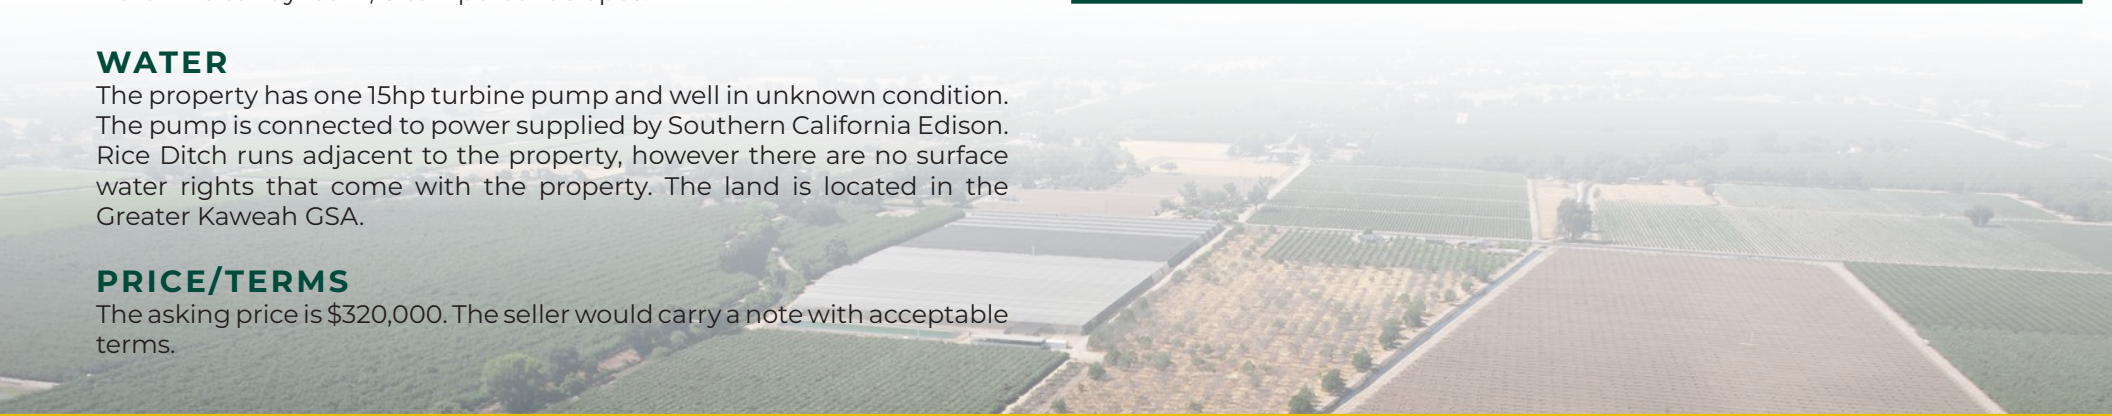 WATER
The property has one 15hp turbine pump and well in unknown condition.
The pump is connected to power supplied by Southern California Edison.
Rice Ditch runs adjacent to the property, however there are no surface
water rights that come with the property. The land is located in the
Greater Kaweah GSA.
PRICE/TERMS
The asking price is $320,000. The seller would carry a note with acceptable
terms.